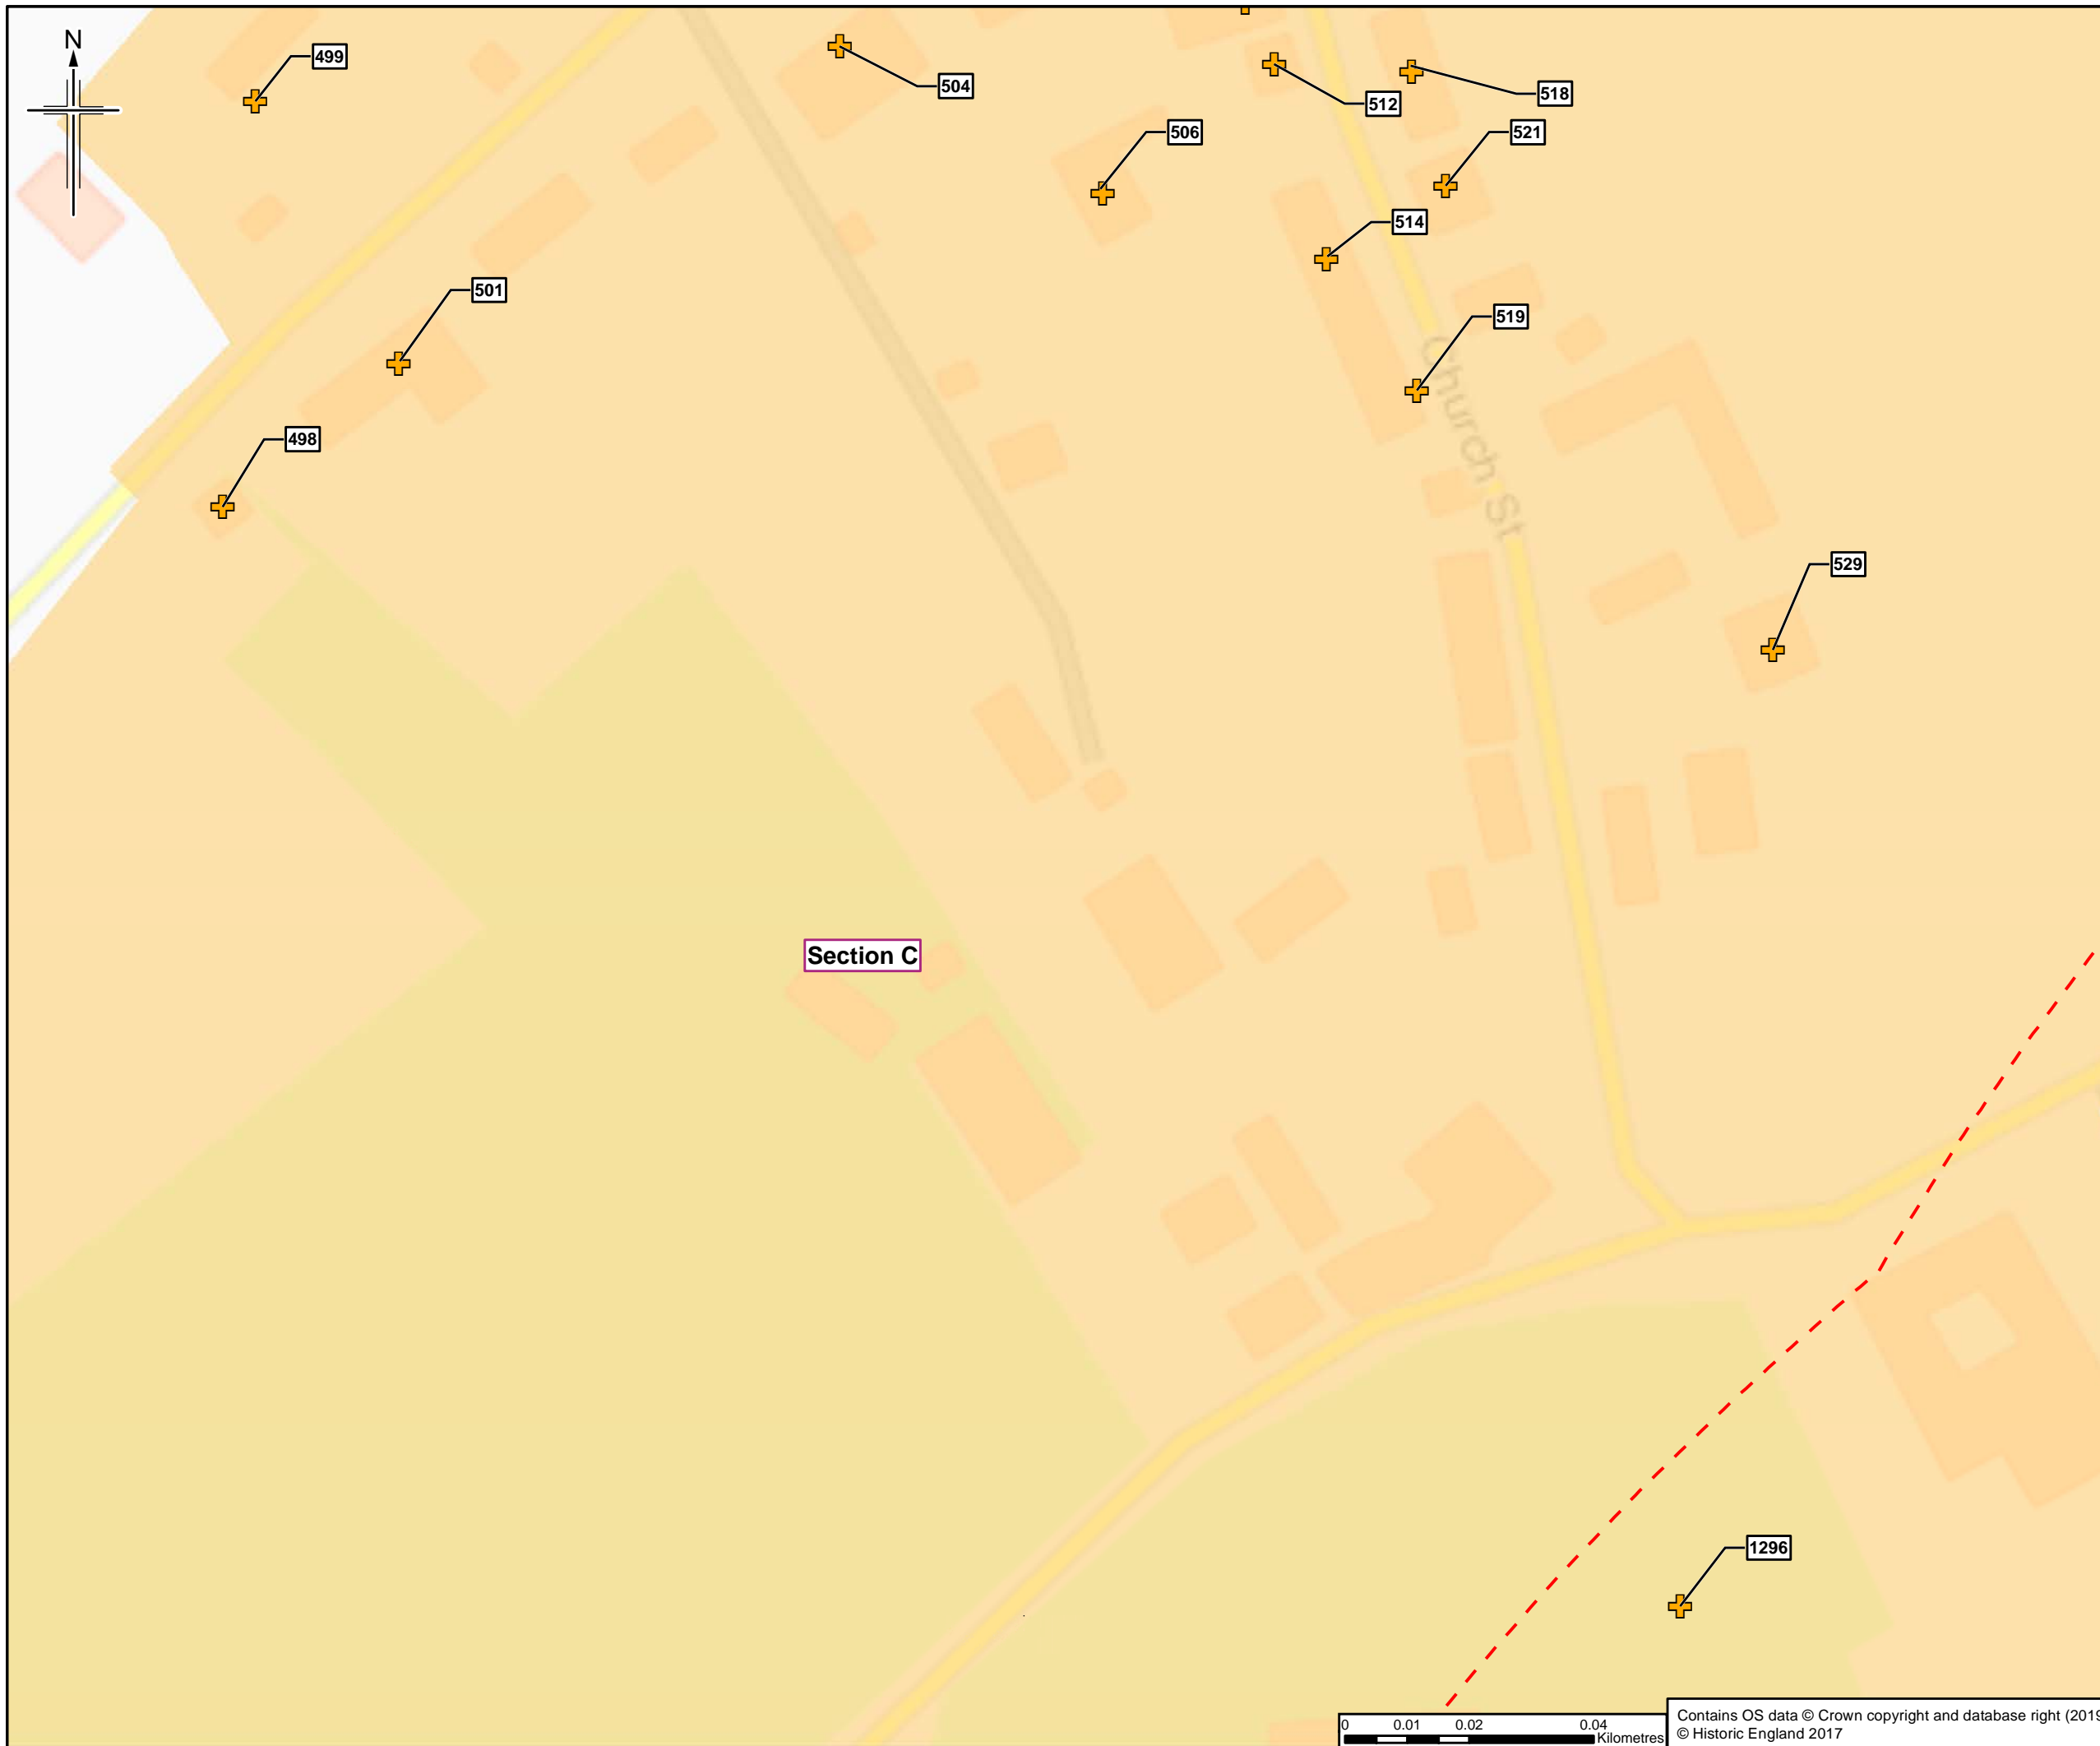 N
499
504
512
518
506
521
514
501
519
Church St
498
529
Section C
1296
0 0.01 0.02 0.04
Kilometres
Contains OS data © Crown copyright and database right (2019
© Historic England 2017